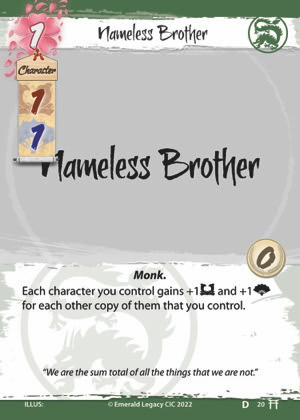 1
Nameless Brother
Character
1
1
Nameless Brother
0
Monk.
Each character you control gains +1 and +1
for each other copy of them that you control.
"We are the sum total of all the things that we are not."
ILLUS:
© Emerald Legacy CIC 2022
D 20